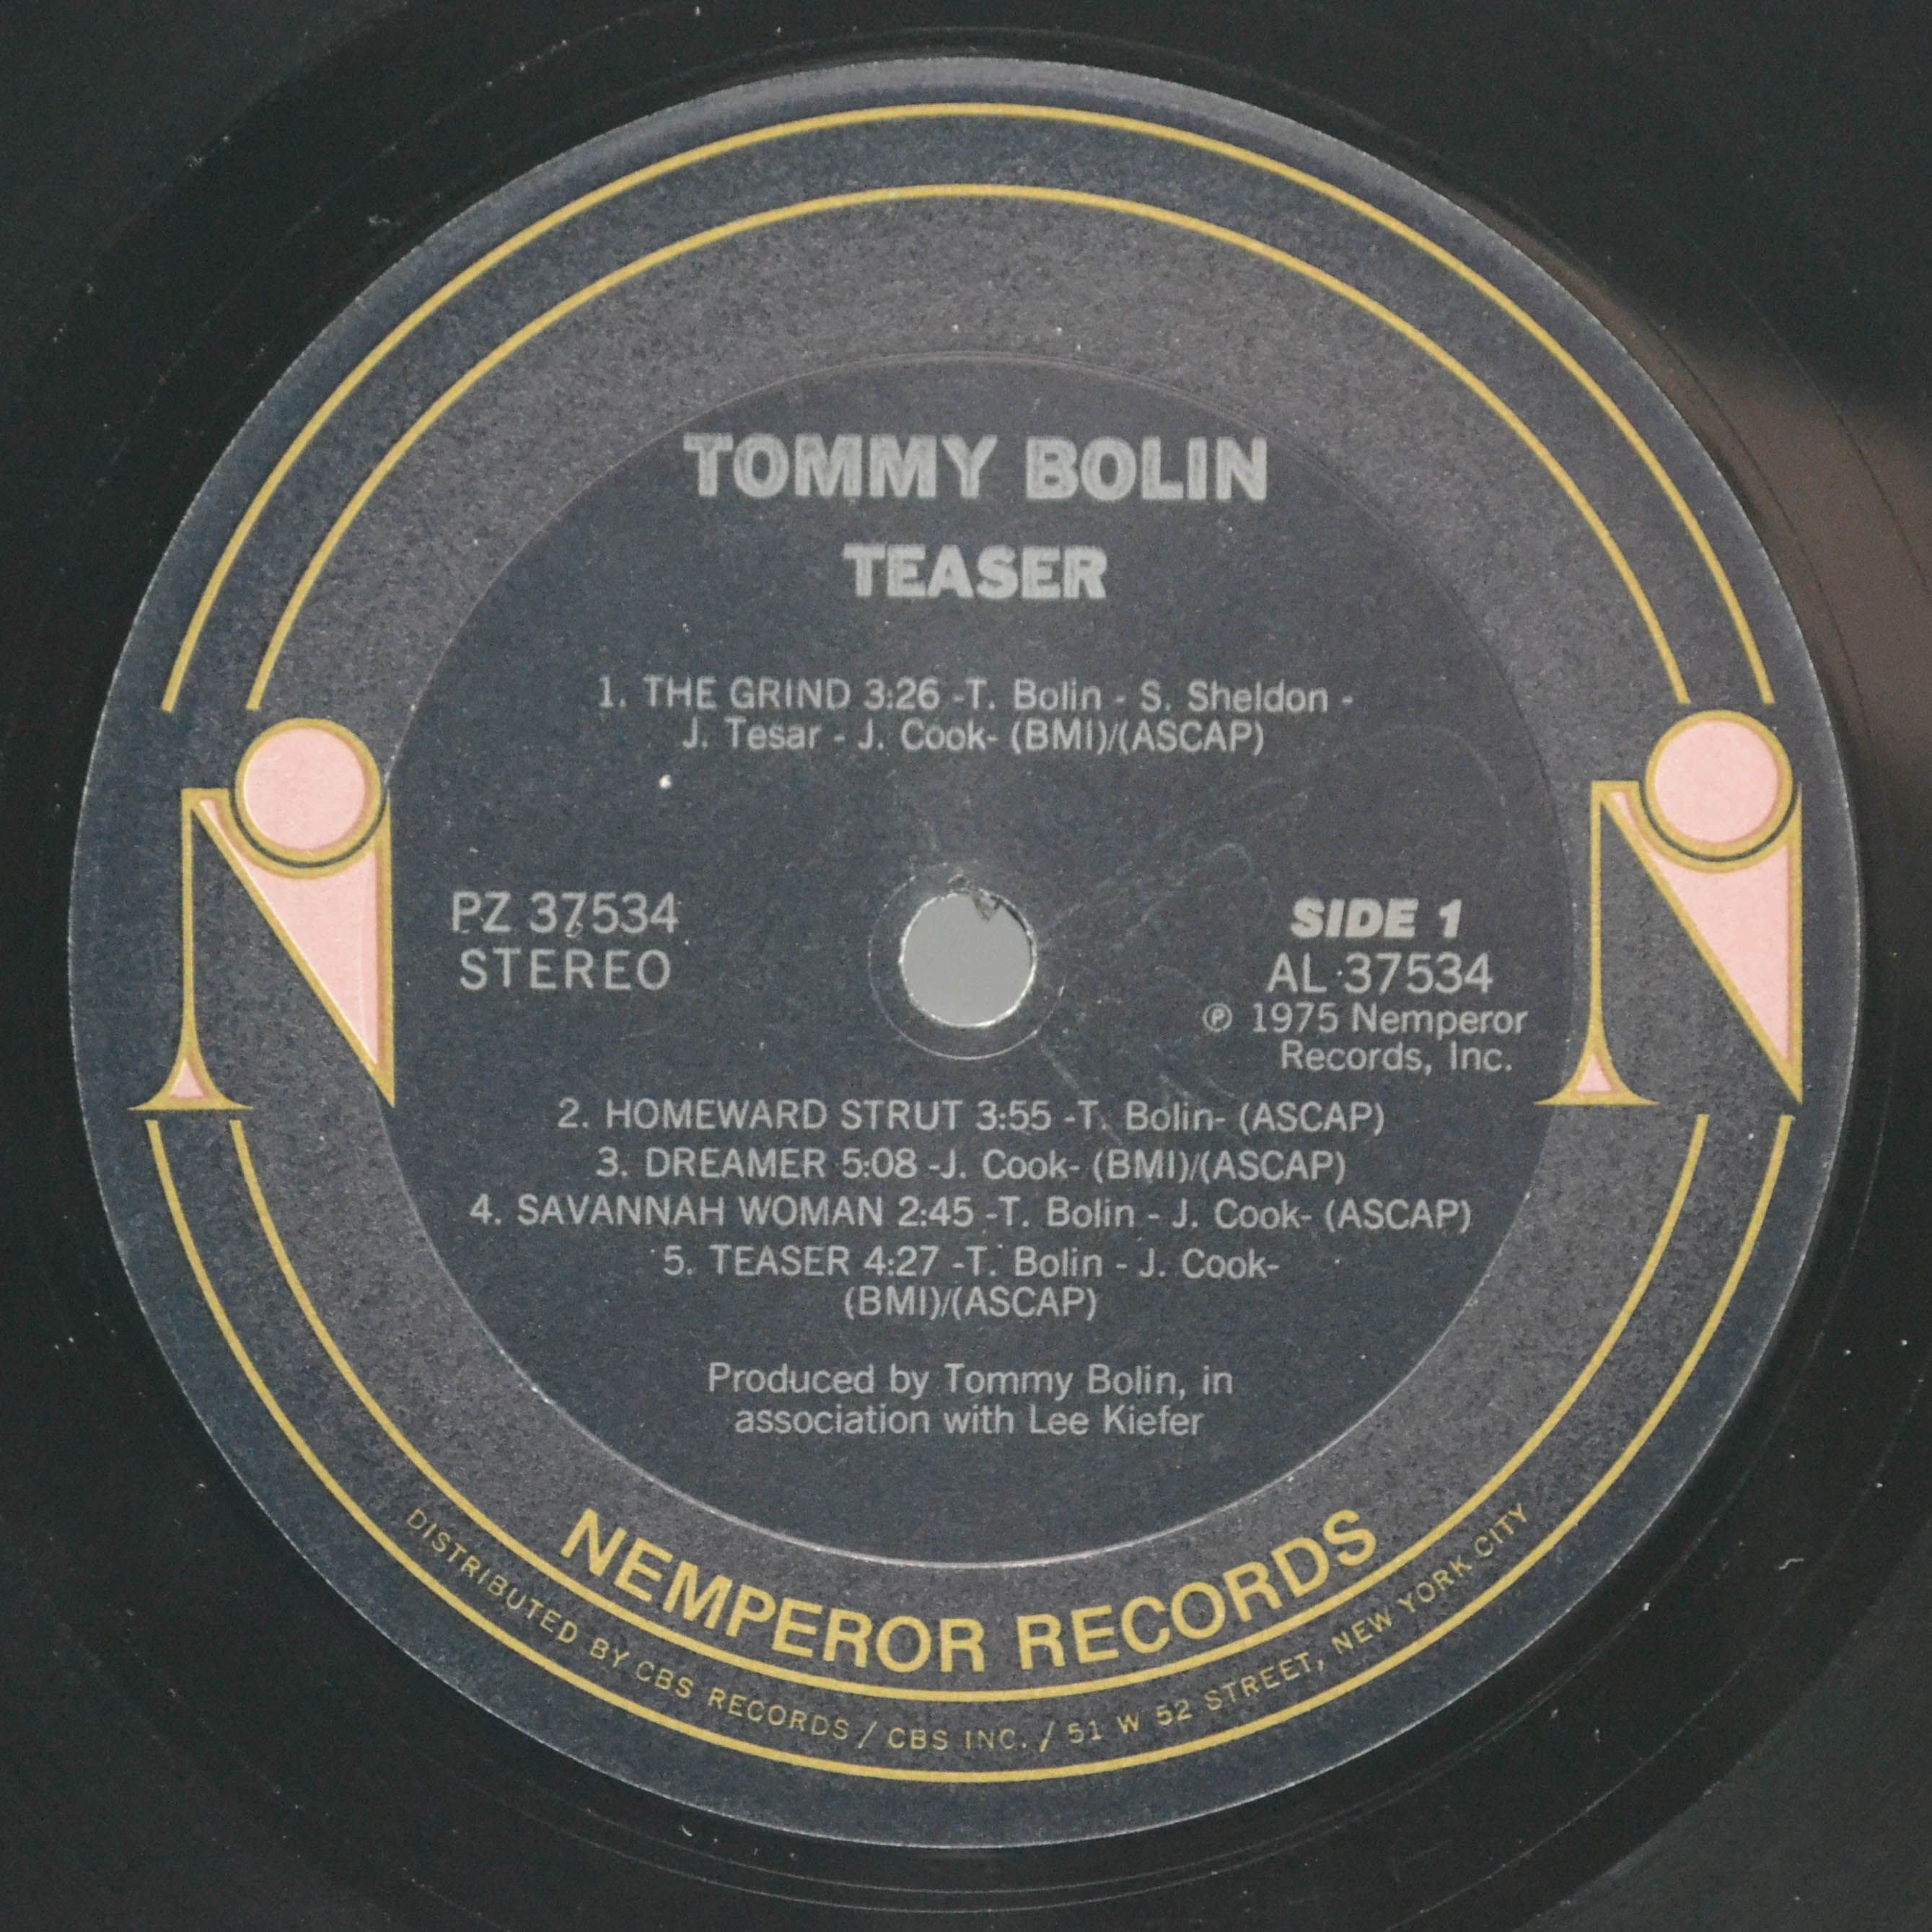 TOMMY BOLIN
TEASER
1. THE GRIND 3:26 -T. Bolin - S. Sheldon -
J. Tesar - J. Cook- (BMI)/(ASCAP)
PZ 37534
STEREO
SIDE 1
AL 37534
℗ 1975 Nemperor
Records, Inc.
2. HOMEWARD STRUT 3:55 -T. Bolin- (ASCAP)
3. DREAMER 5:08 -J. Cook- (BMI)/(ASCAP)
4. SAVANNAH WOMAN 2:45 -T. Bolin - J. Cook- (ASCAP)
5. TEASER 4:27 -T. Bolin - J. Cook-
(BMI)/(ASCAP)
Produced by Tommy Bolin, in
association with Lee Kiefer
NEMPEROR RECORDS
DISTRIBUTED BY CBS RECORDS / CBS INC. / 51 W 52 STREET, NEW YORK CITY